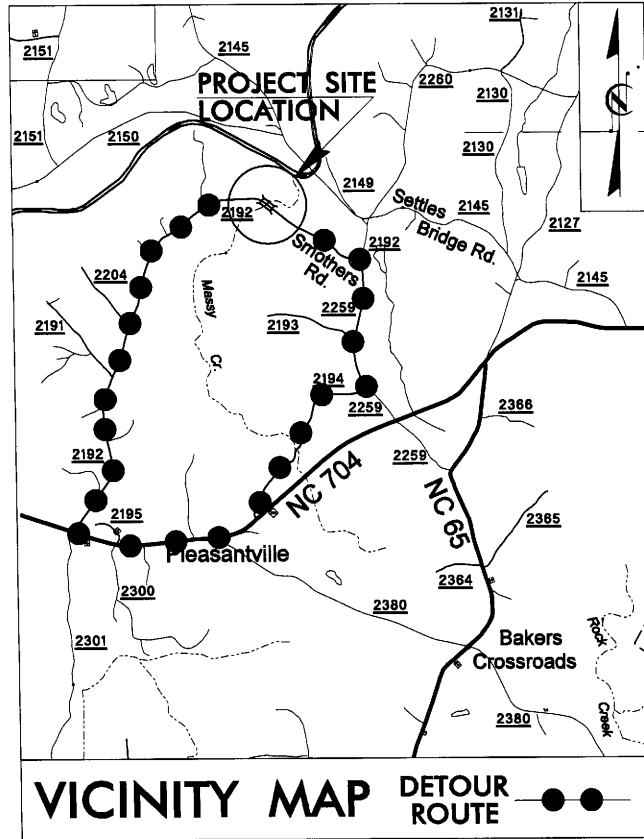 2131
2151
2145
2260
2130
PROJECT SITE
LOCATION
2151
2150
2130
2149
Setties
2145
Bridge Rd.
2192
2127
Smothers
Rd.
2192
2204
Massy
Cr.
2259
2145
2191
2193
2194
2259
2366
2192
2259
NC 704
NC 65
2195
2365
Pleasantville
2300
2364
2380
2301
Bakers
Crossroads
Rock
Creek
2380
VICINITY MAP
DETOUR
ROUTE